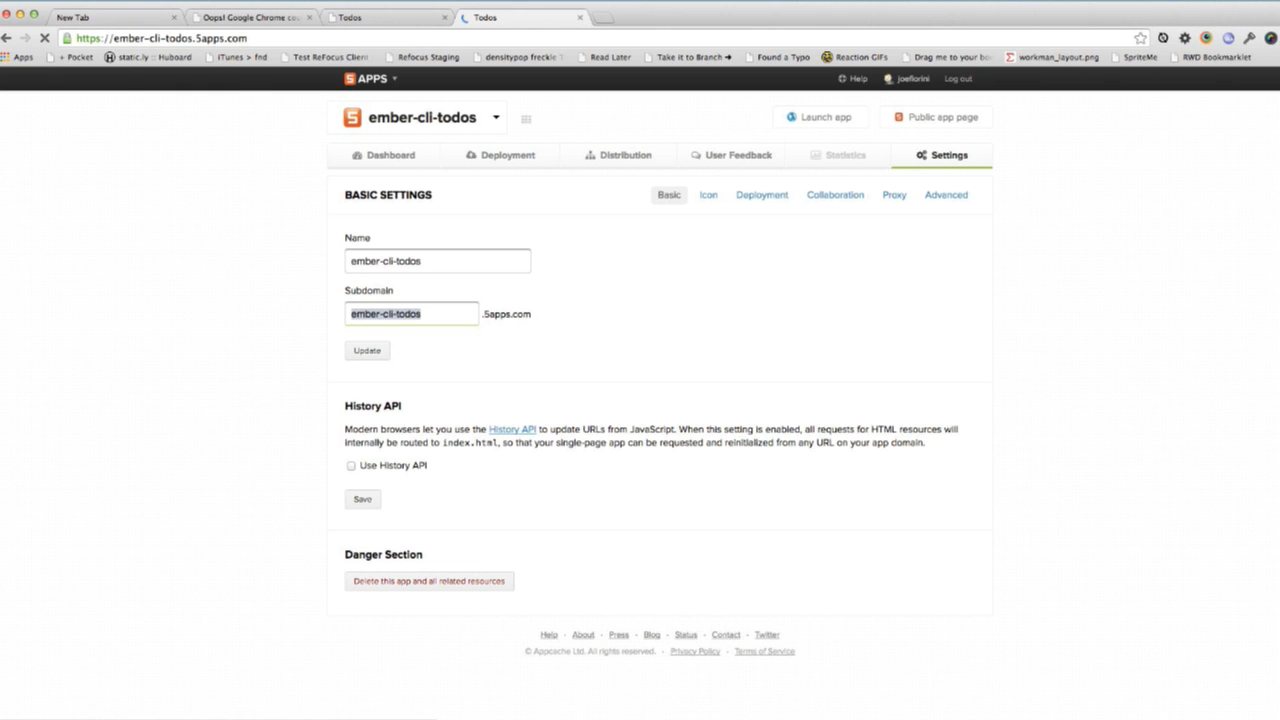 New Tab
Oops! Google Chrome co
Todos
Todos
https://ember-cli-todos.5apps.com
Apps
+ Pocket
static.ly :: Huboard
iTunes > fnd
Test ReFocus Client
Refocus Staging
densitypop freckle
Read Later
Take it to Branch →
Found a Typo
Reaction GIFs
Drag me to your bo
workman_layout.png
SpriteMe
RWD Bookmarklet
5 APPS
Help
joefiorini
Log out
5 ember-cli-todos
Launch app
5 Public app page
Dashboard
Deployment
Distribution
User Feedback
Statistics
Settings
BASIC SETTINGS
Basic
Icon
Deployment
Collaboration
Proxy
Advanced
Name
ember-cli-todos
Subdomain
ember-cli-todos .5apps.com
Update
History API
Modern browsers let you use the History API to update URLs from JavaScript. When this setting is enabled, all requests for HTML resources will
internally be routed to index.html, so that your single-page app can be requested and reinitialized from any URL on your app domain.
Use History API
Save
Danger Section
Delete this app and all related resources
Help · About · Press · Blog · Status · Contact · Twitter
© Appcache Ltd. All rights reserved. · Privacy Policy · Terms of Service